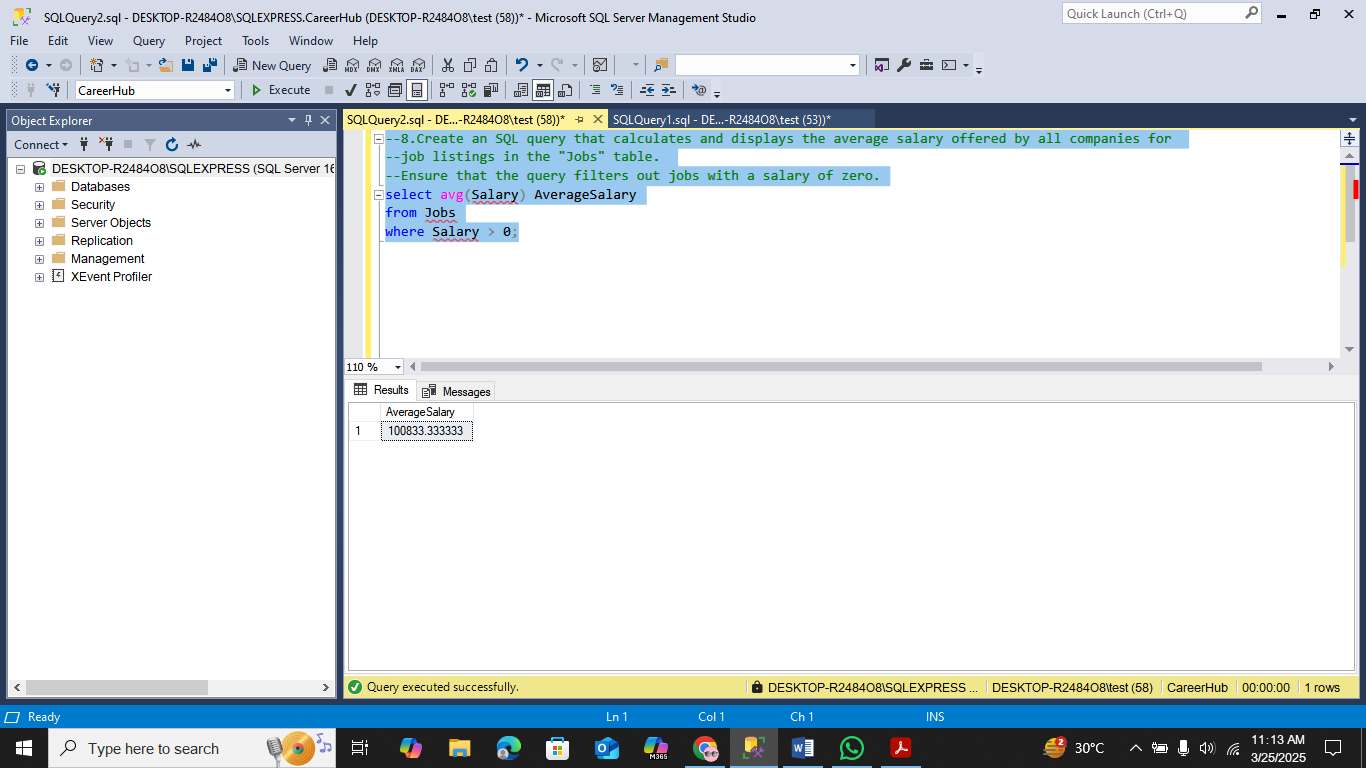 SQLQuery2.sql - DESKTOP-R2484O8\SQLEXPRESS.CareerHub (DESKTOP-R2484O8\test (58))* - Microsoft SQL Server Management Studio
Quick Launch (Ctrl+Q)
File Edit View Query Project Tools Window Help
New Query MDX DMX XMLA DAX
CareerHub Execute
Object Explorer
SQLQuery2.sql - DE...-R2484O8\test (58))* SQLQuery1.sql - DE...-R2484O8\test (53))*
Connect
DESKTOP-R2484O8\SQLEXPRESS (SQL Server 16
Databases
Security
Server Objects
Replication
Management
XEvent Profiler
--8.Create an SQL query that calculates and displays the average salary offered by all companies for
--job listings in the "Jobs" table.
--Ensure that the query filters out jobs with a salary of zero.
select avg(Salary) AverageSalary
from Jobs
where Salary > 0;
110 %
Results Messages
AverageSalary
1 100833.333333
Query executed successfully. DESKTOP-R2484O8\SQLEXPRESS ... DESKTOP-R2484O8\test (58) CareerHub 00:00:00 1 rows
Ready Ln 1 Col 1 Ch 1 INS
Type here to search M365 2 30°C 11:13 AM
3/25/2025